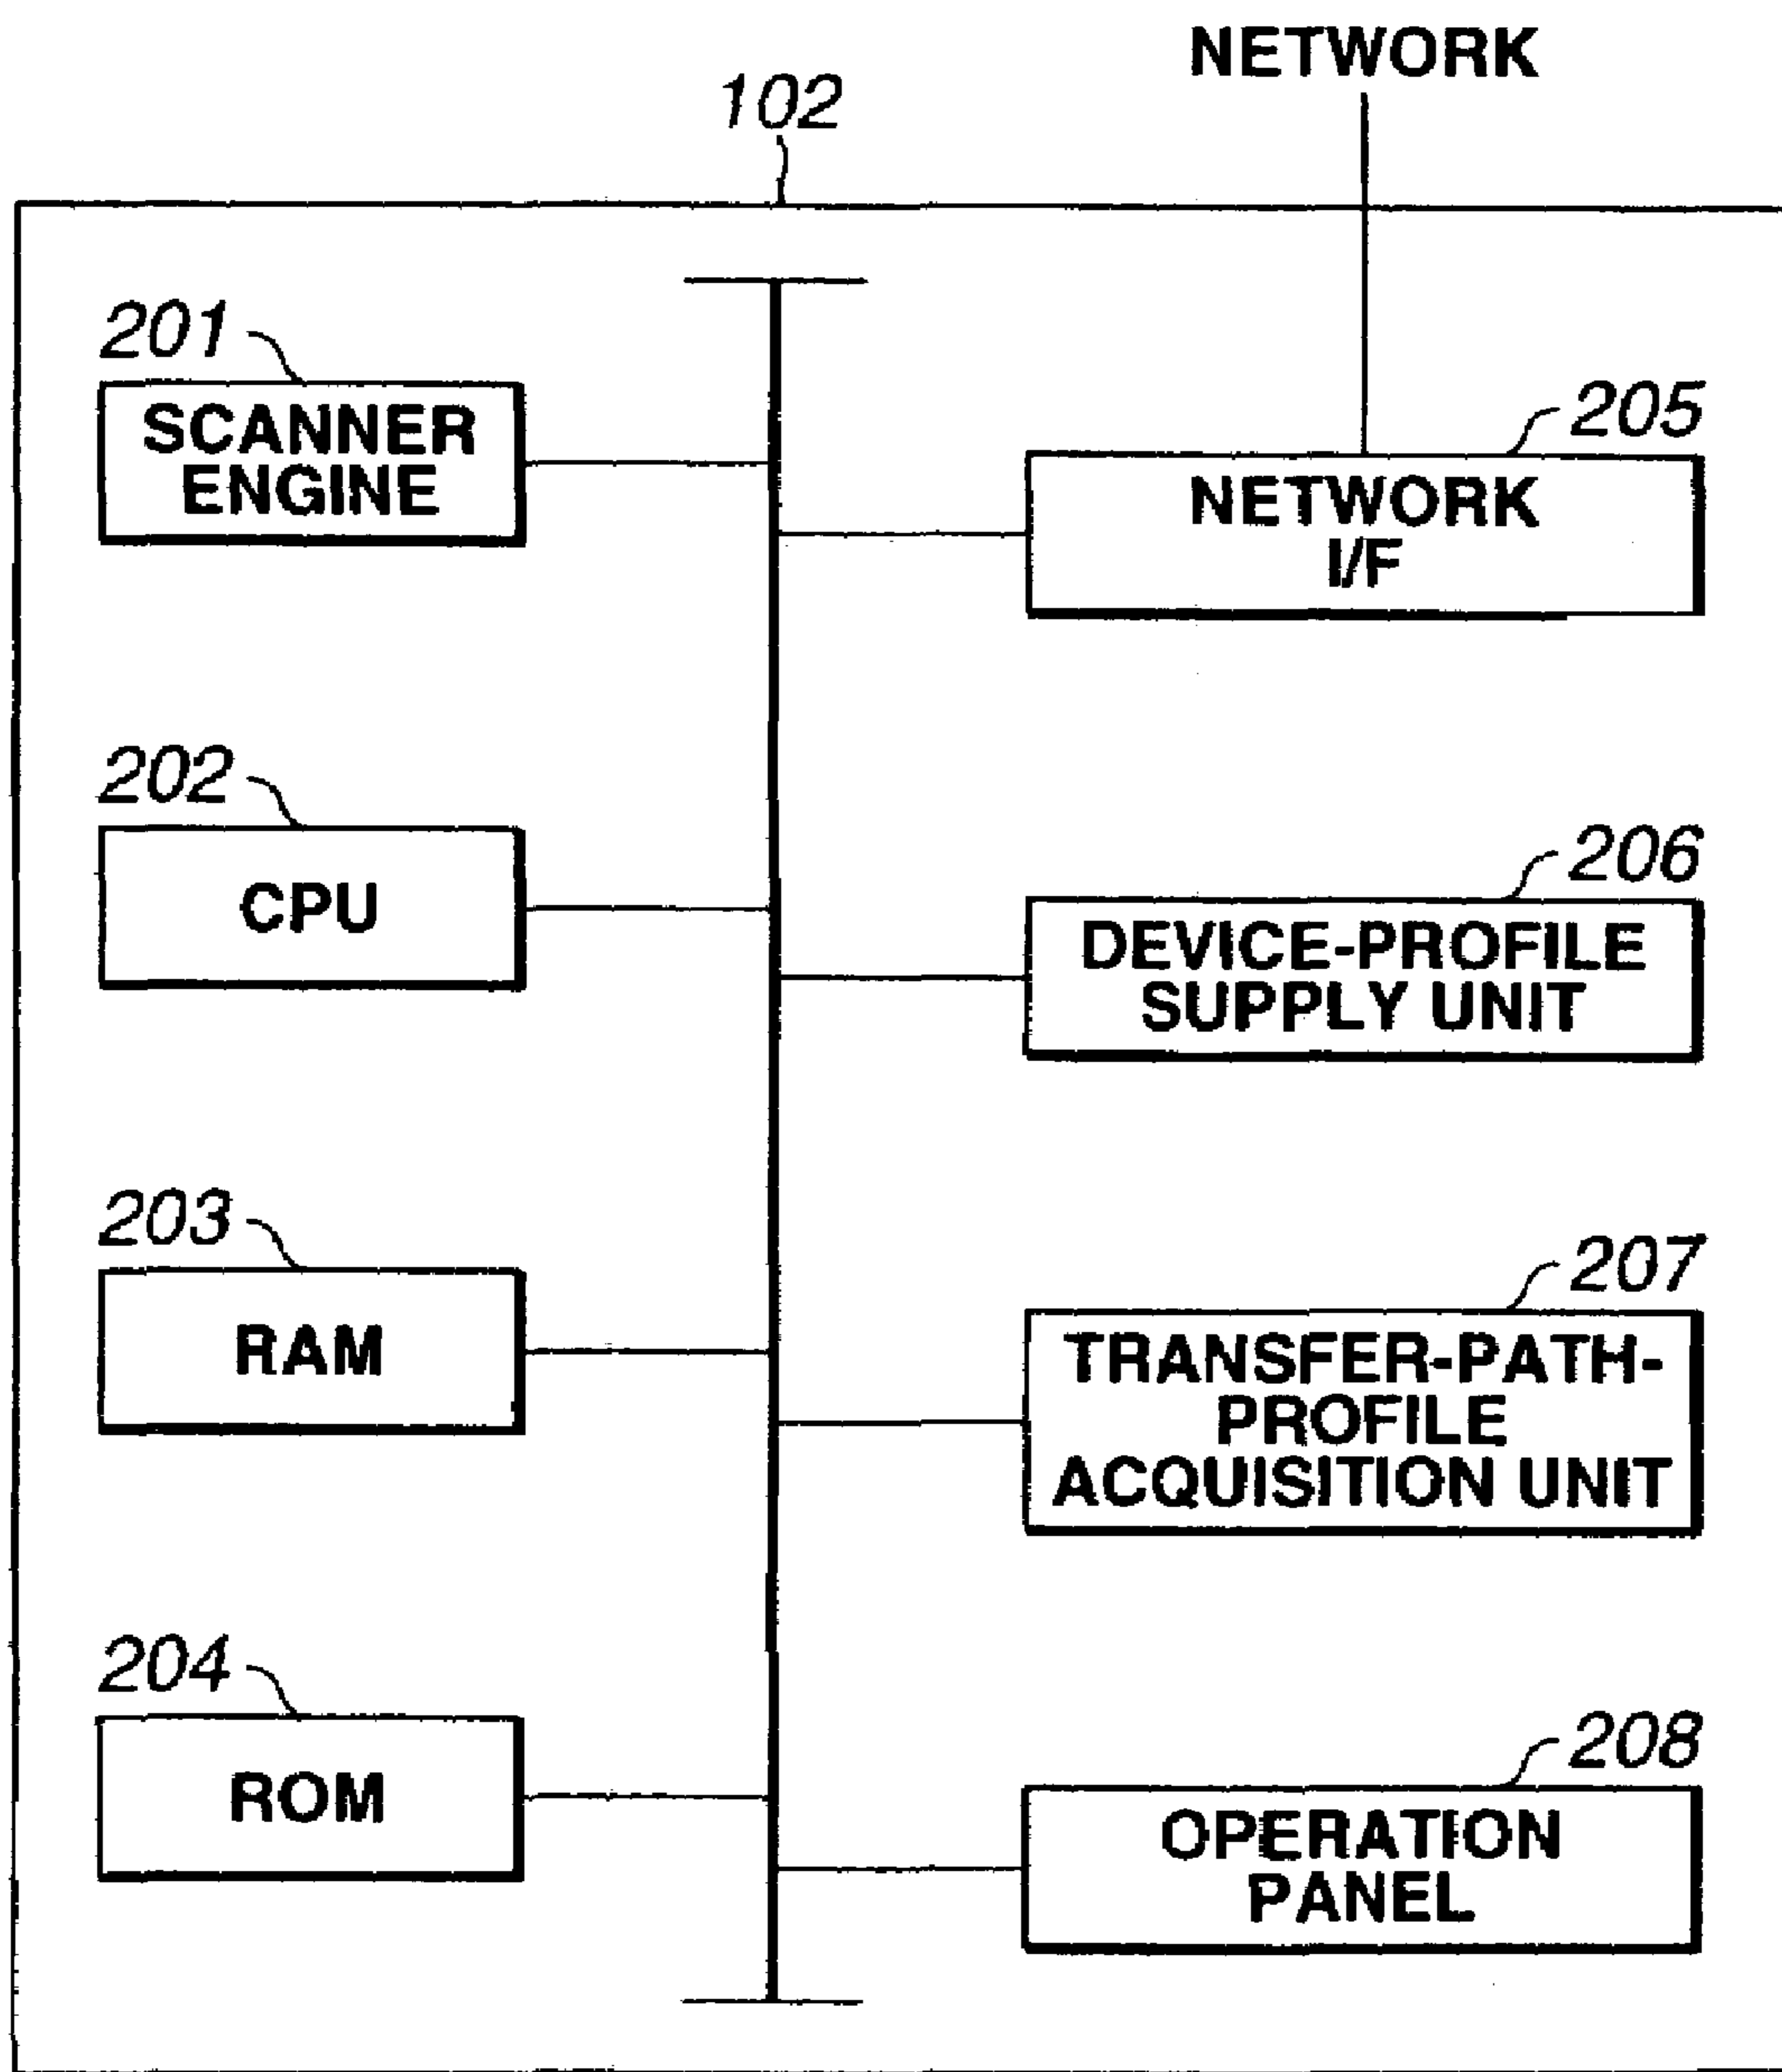 NETWORK
102
201
SCANNER
ENGINE
205
NETWORK
I/F
202
CPU
206
DEVICE-PROFILE
SUPPLY UNIT
203
RAM
207
TRANSFER-PATH-
PROFILE
ACQUISITION UNIT
204
ROM
208
OPERATION
PANEL